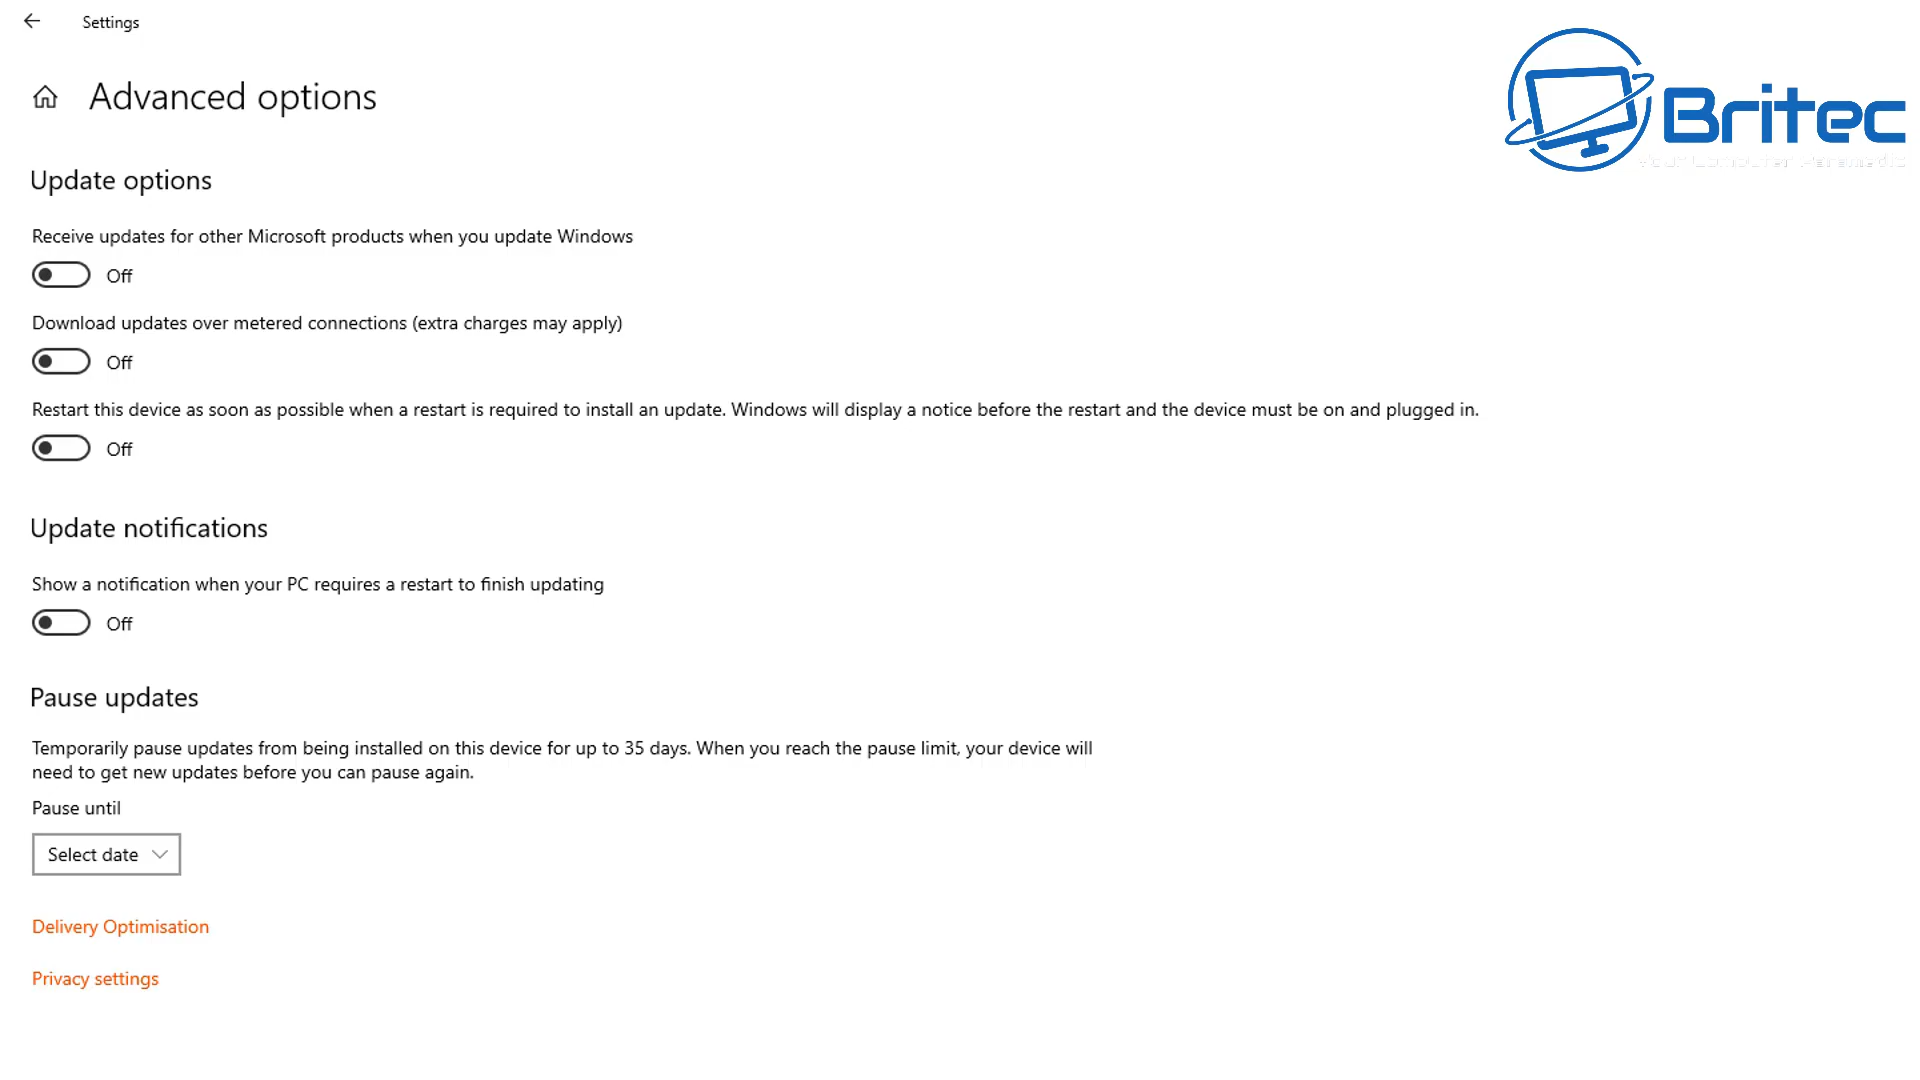 Settings
Advanced options
Britec
Your Computer Paramedic
Update options
Receive updates for other Microsoft products when you update Windows
Off
Download updates over metered connections (extra charges may apply)
Off
Restart this device as soon as possible when a restart is required to install an update. Windows will display a notice before the restart and the device must be on and plugged in.
Off
Update notifications
Show a notification when your PC requires a restart to finish updating
Off
Pause updates
Temporarily pause updates from being installed on this device for up to 35 days. When you reach the pause limit, your device will
need to get new updates before you can pause again.
Pause until
Select date
Delivery Optimisation
Privacy settings